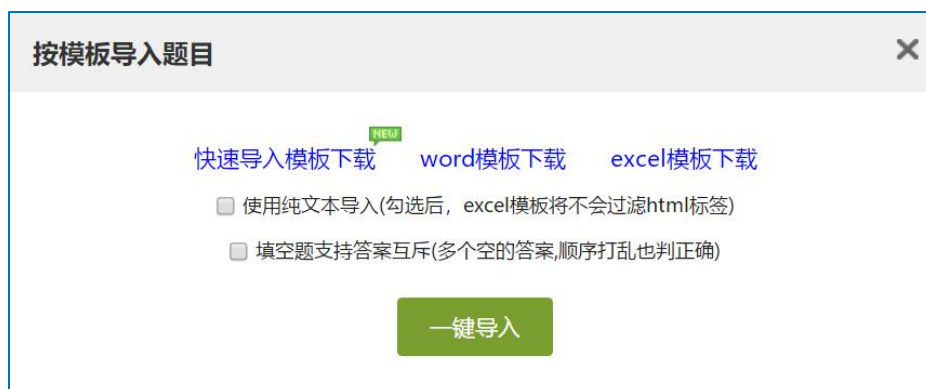 按模板导入题目
NEW
快速导入模板下载 word模板下载 excel模板下载
使用纯文本导入(勾选后，excel模板将不会过滤html标签)
填空题支持答案互斥(多个空的答案,顺序打乱也判正确)
一键导入